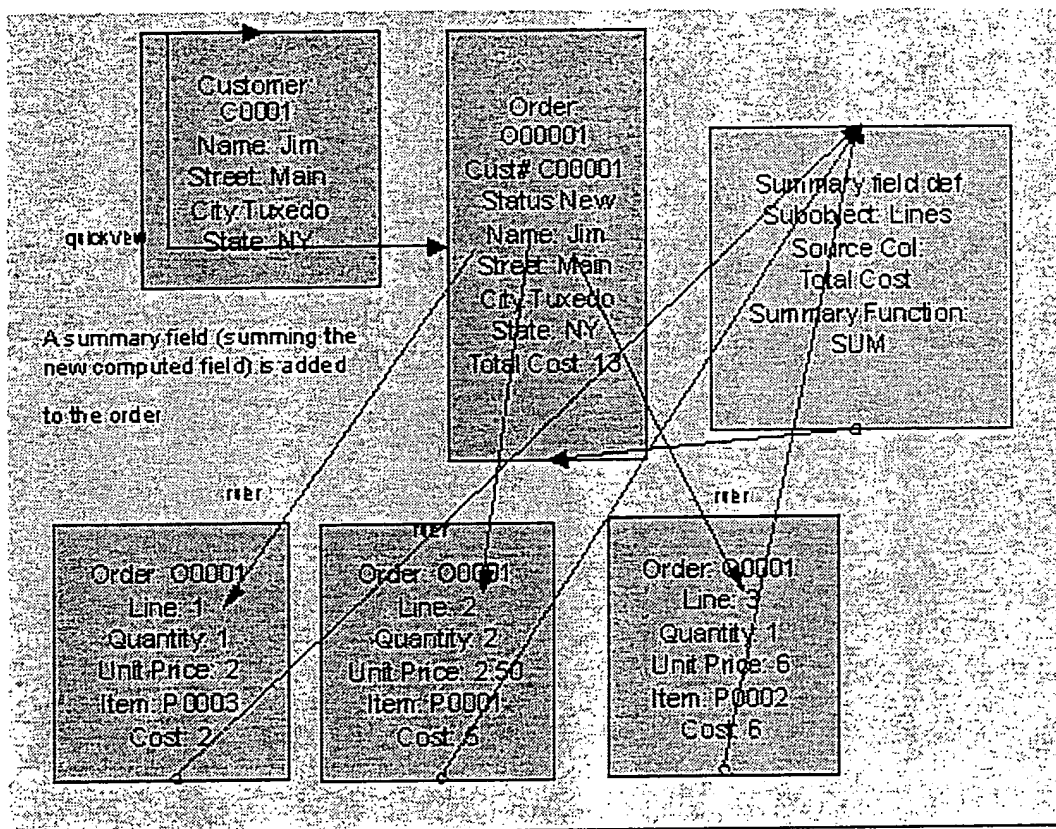 Customer:
C0001
Name: Jim
Street: Main
City:Tuxedo
State: NY
quickview
Order:
O00001
Cust# C00001
Status:New
Name: Jim
Street: Main
City:Tuxedo
State: NY
Total Cost: 13
Summary field def
Subobject: Lines
Source Col:
Total Cost
Summary Function:
SUM
A summary field (summing the
new computed field) is added
to the order
Order: O0001
Line: 1
Quantity: 1
Unit Price: 2
Item: P0003
Cost: 2
Order: O0001
Line: 2
Quantity: 2
Unit Price: 2.50
Item: P0001
Cost: 5
Order: O0001
Line: 3
Quantity: 1
Unit Price: 6
Item: P0002
Cost: 6